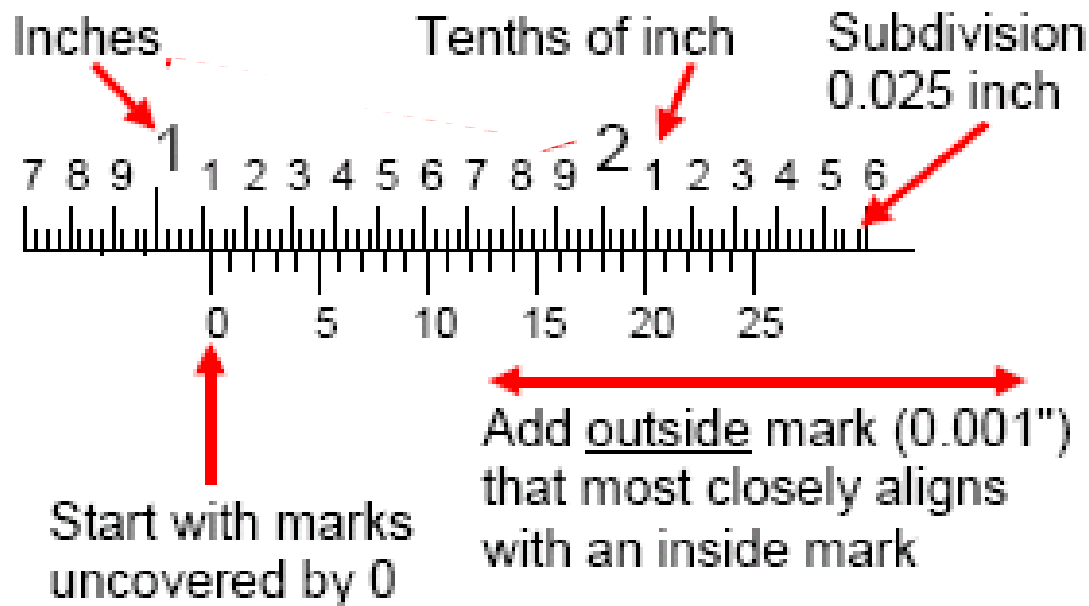 Inches
Tenths of inch
Subdivision
0.025 inch
7 8 9 1 1 2 3 4 5 6 7 8 9 2 1 2 3 4 5 6
0 5 10 15 20 25
Add outside mark (0.001")
that most closely aligns
with an inside mark
Start with marks
uncovered by 0